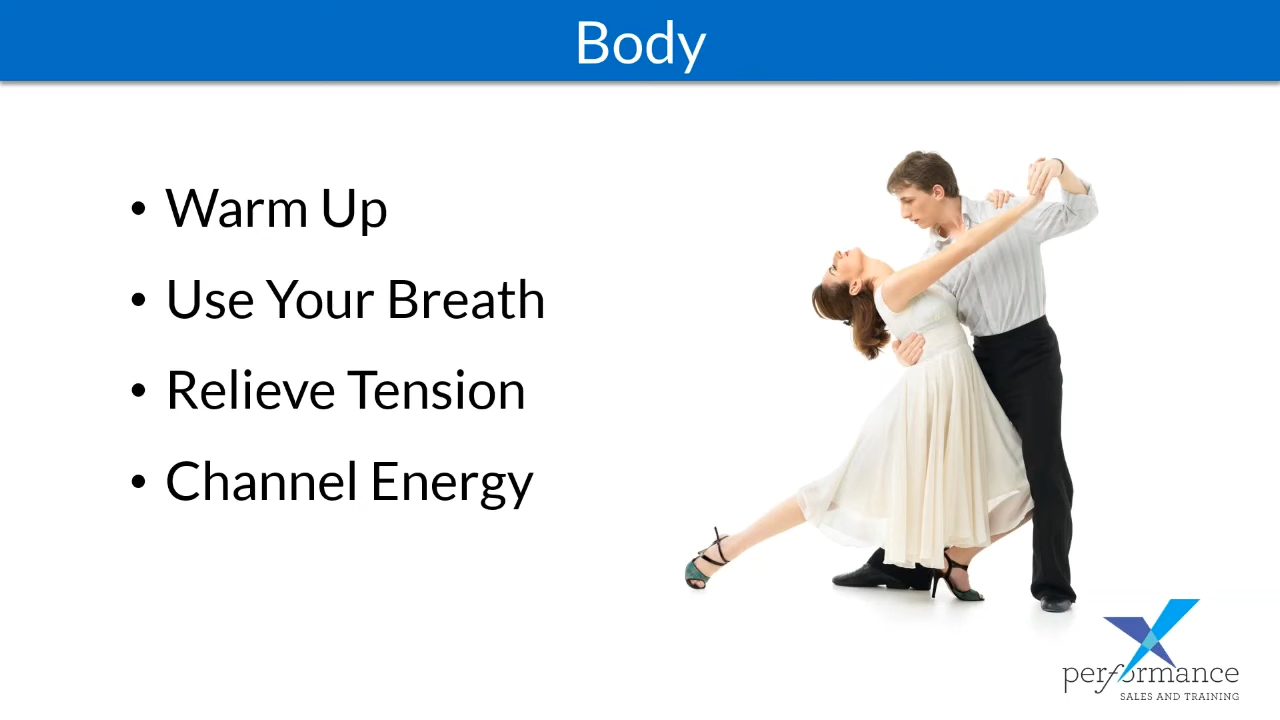 Body
• Warm Up
• Use Your Breath
• Relieve Tension
• Channel Energy
performance
SALES AND TRAINING